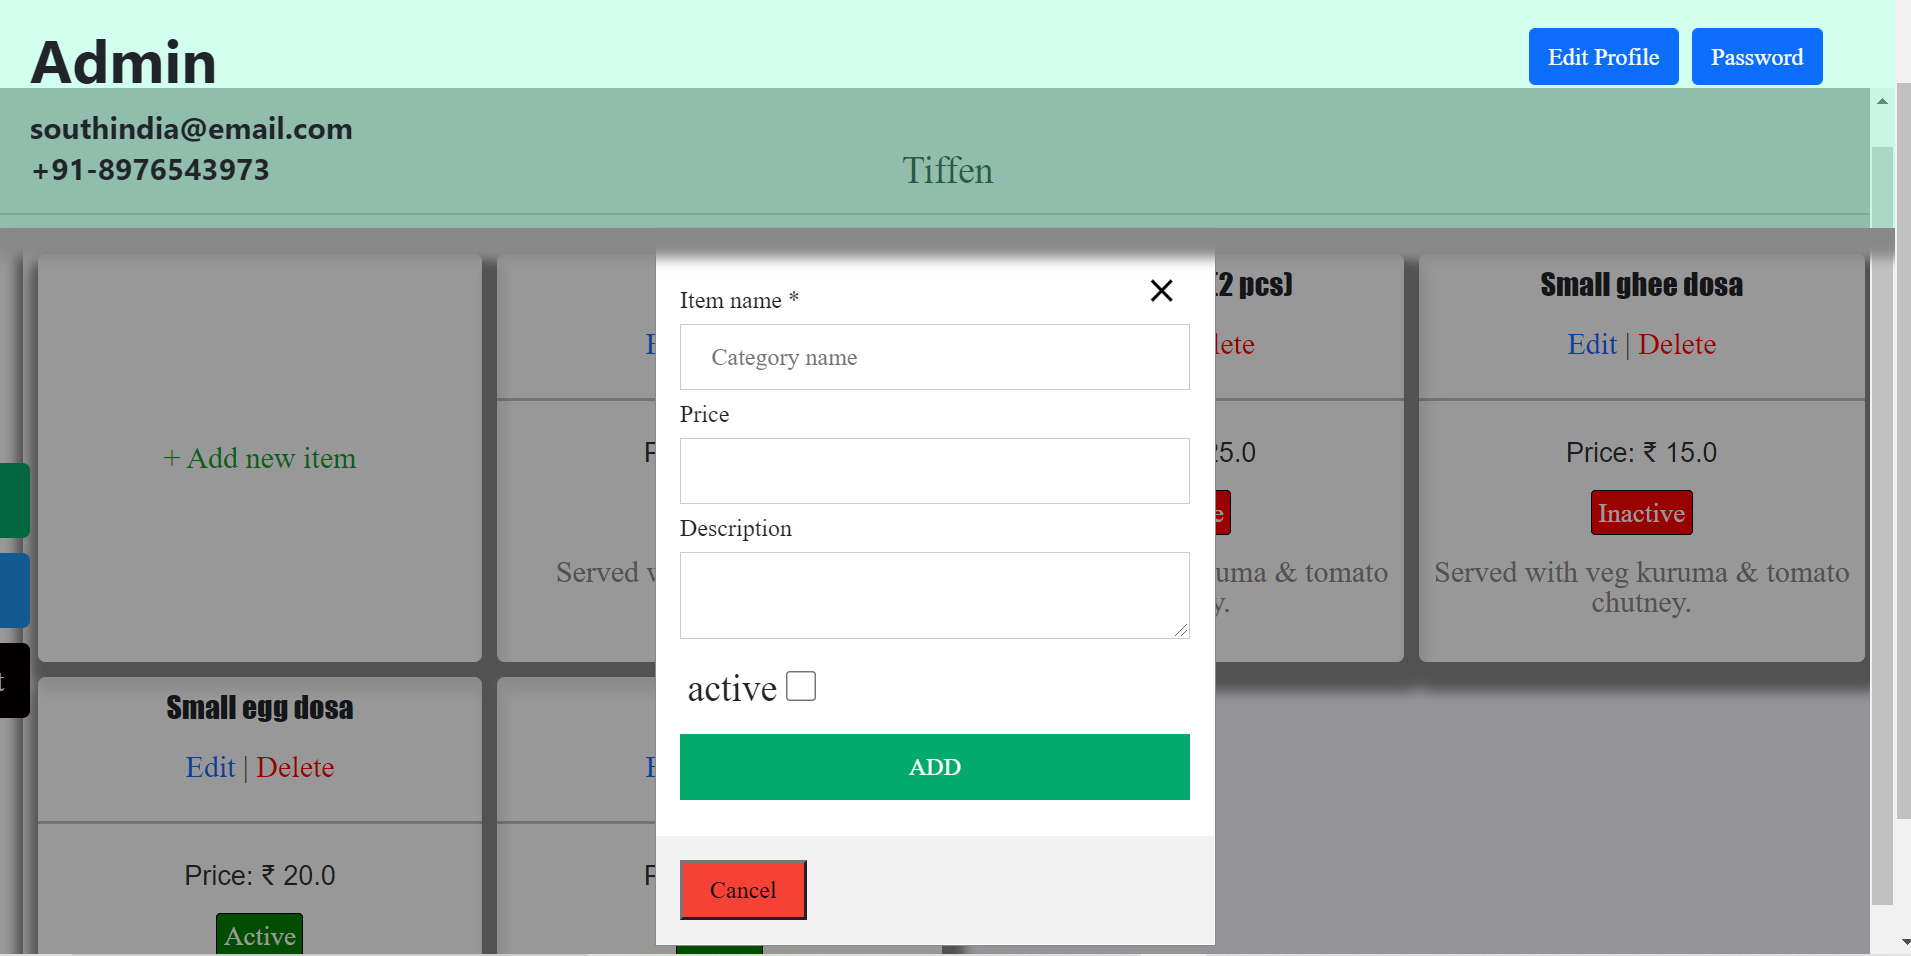 Admin
Edit Profile
Password
southindia@email.com
+91-8976543973
Tiffen
+ Add new item
Served
Item name *
Category name
Price
Description
active
ADD
Cancel
2 pcs)
25.0
uma & tomato
Small ghee dosa
Edit | Delete
Price: ₹ 15.0
Inactive
Served with veg kuruma & tomato
chutney.
Small egg dosa
Edit | Delete
Price: ₹ 20.0
Active